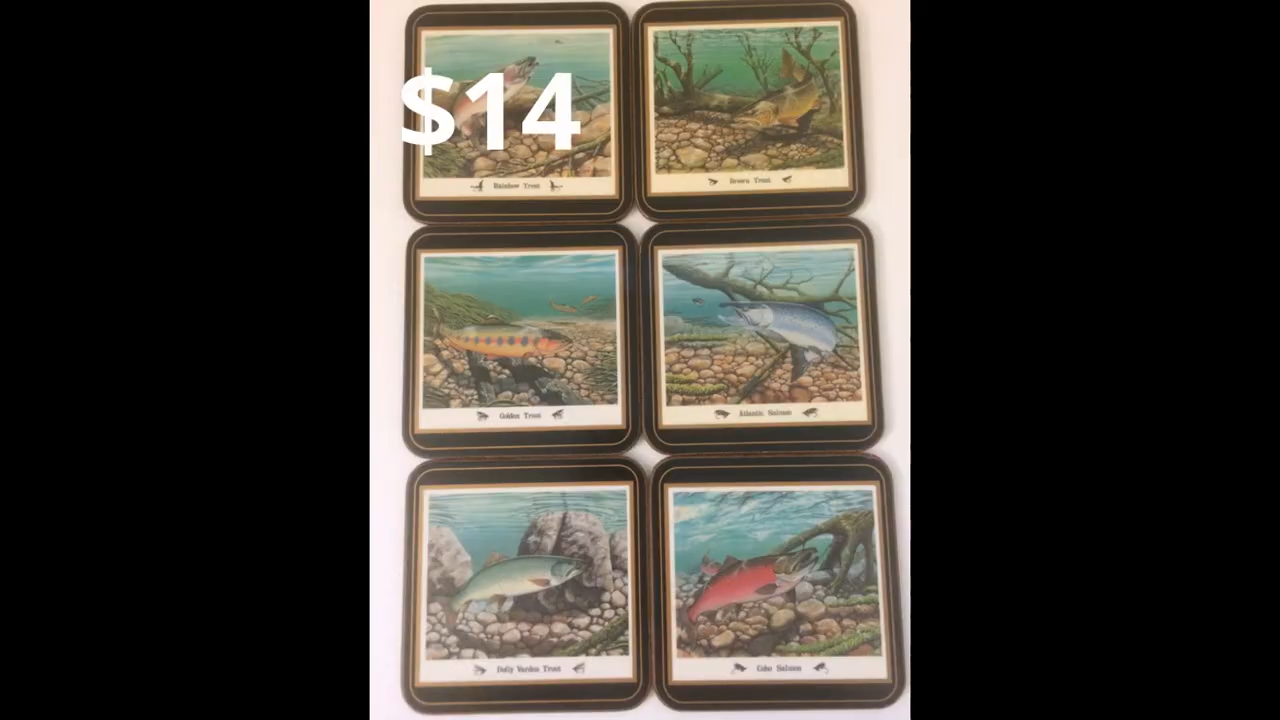 $14
Rainbow Trout
Brown Trout
Golden Trout
Atlantic Salmon
Dolly Varden Trout
Coho Salmon